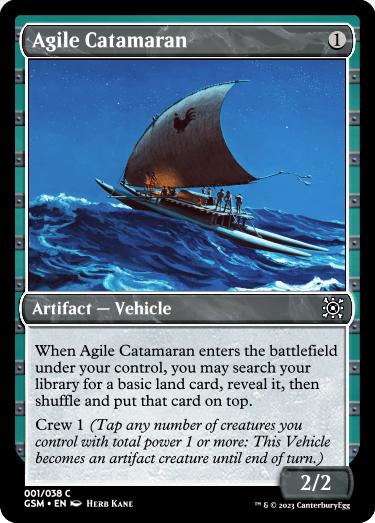 Agile Catamaran 1
Artifact — Vehicle
When Agile Catamaran enters the battlefield
under your control, you may search your
library for a basic land card, reveal it, then
shuffle and put that card on top.
Crew 1 (Tap any number of creatures you
control with total power 1 or more: This Vehicle
becomes an artifact creature until end of turn.)
2/2
001/038 C
GSM • EN Herb Kane ™ & © 2023 CanterburyEgg